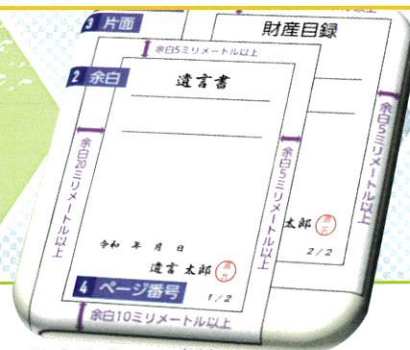 3 片面
財産目録
余白5ミリメートル以上
2 余白
遺言書
余白20ミリメートル以上
余白5ミリメートル以上
余白5ミリメートル以上
令和 年 月 日
遺言 太郎
太郎
2/2
4 ページ番号
1/2
余白10ミリメートル以上